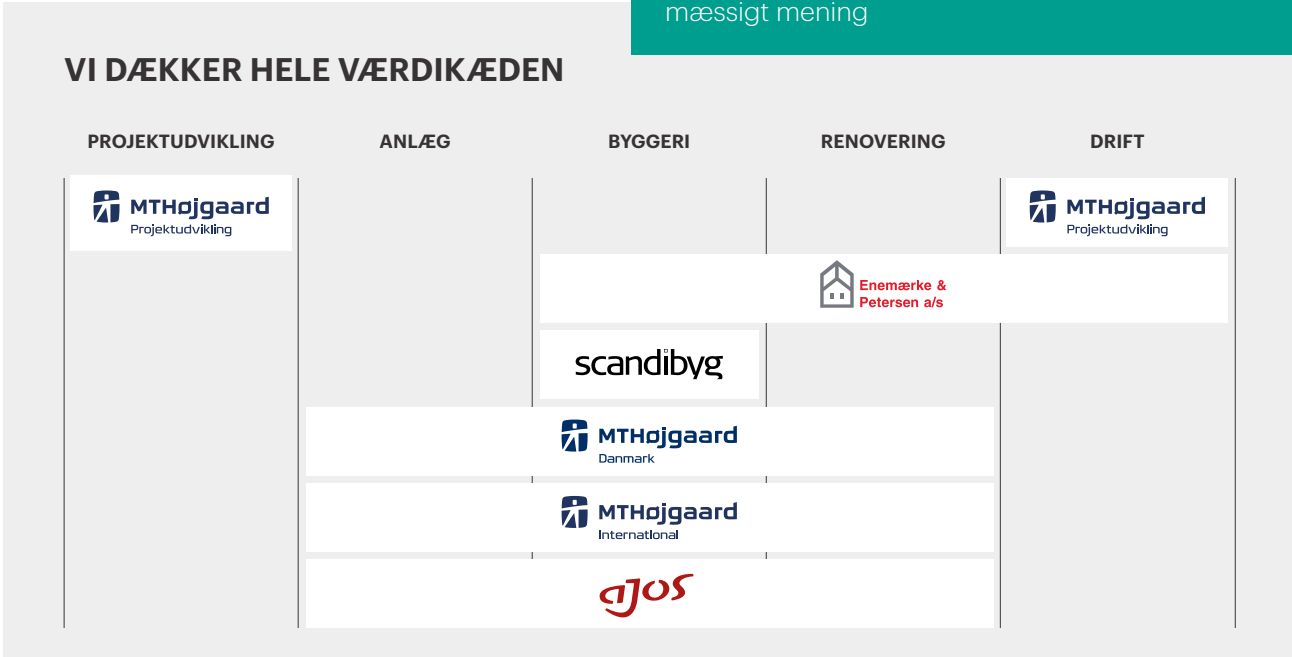 mæssigt mening
VI DÆKKER HELE VÆRDIKÆDEN
PROJEKTUDVIKLING ANLÆG BYGGERI RENOVERING DRIFT
MTHøjgaard MTHøjgaard
Projektudvikling Projektudvikling
Enemærke &
Petersen a/s
scandibyg
MTHøjgaard
Danmark
MTHøjgaard
International
ajos